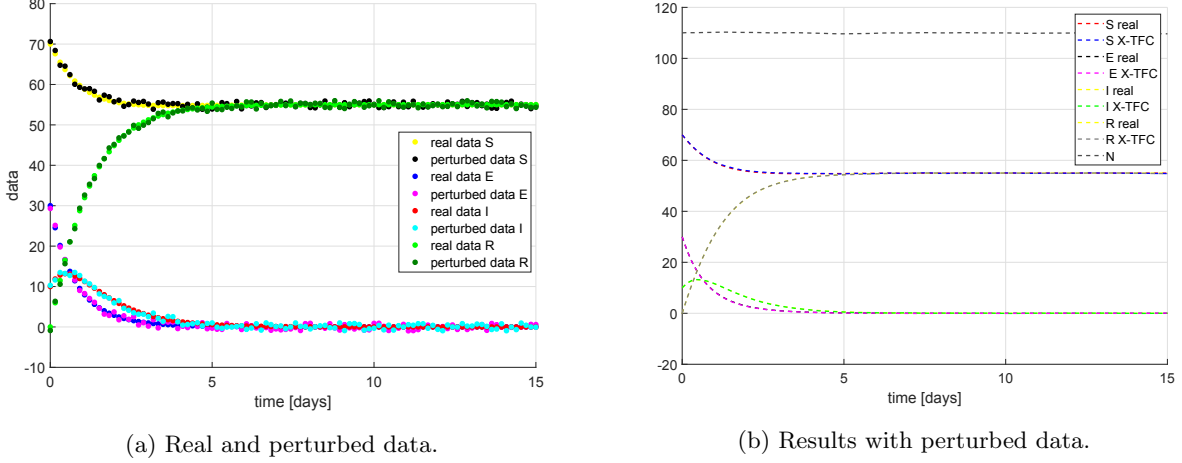 80
70
60
50
40
30
20
10
0
-10
data
0
5
10
15
time [days]
real data S
perturbed data S
real data E
perturbed data E
real data I
perturbed data I
real data R
perturbed data R
(a) Real and perturbed data.
120
100
80
60
40
20
0
-20
0
5
10
15
time [days]
S real
S X-TFC
E real
E X-TFC
I real
I X-TFC
R real
R X-TFC
N
(b) Results with perturbed data.